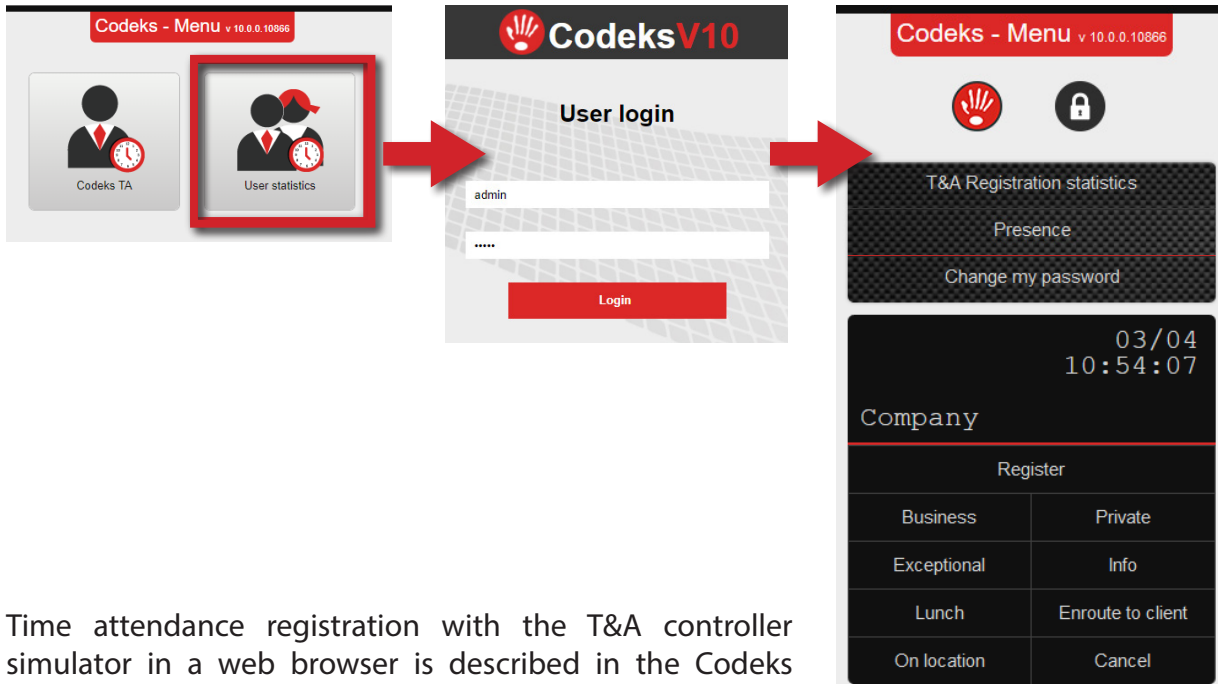 Codeks - Menu v 10.0.0.10866
Codeks TA
User statistics
CodeksV10
User login
admin
•••••
Login
Codeks - Menu v 10.0.0.10866
T&A Registration statistics
Presence
Change my password
03/04
10:54:07
Company
Register
Business Private
Exceptional Info
Lunch Enroute to client
On location Cancel
Time attendance registration with the T&A controller
simulator in a web browser is described in the Codeks